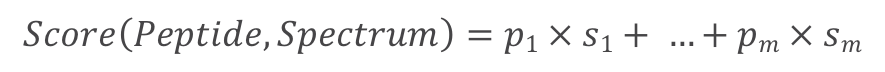 Score(Peptide, Spectrum) = p₁ × s₁ + … + pₘ × sₘ